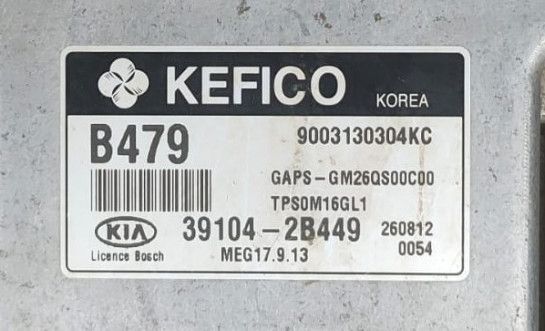 KEFICO KOREA
B479 9003130304KC
GAPS-GM26QS00C00
TPS0M16GL1
KIA 39104-2B449 260812
Licence Bosch MEG17.9.13 0054